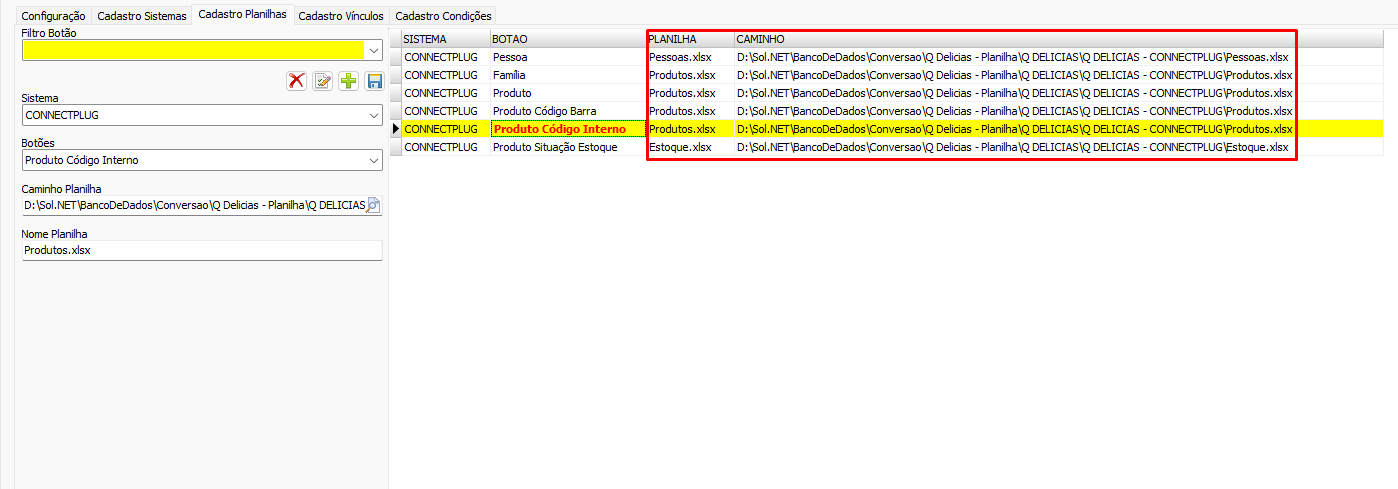 Configuração Cadastro Sistemas Cadastro Planilhas Cadastro Vínculos Cadastro Condições
Filtro Botão
Sistema
CONNECTPLUG
Botões
Produto Código Interno
Caminho Planilha
D:\Sol.NET\BancoDeDados\Conversao\Q Delicias - Planilha\Q DELICIAS
Nome Planilha
Produtos.xlsx
SISTEMA BOTAO PLANILHA CAMINHO
CONNECTPLUG Pessoa Pessoas.xlsx D:\Sol.NET\BancoDeDados\Conversao\Q Delicias - Planilha\Q DELICIAS\Q DELICIAS - CONNECTPLUG\Pessoas.xlsx
CONNECTPLUG Família Produtos.xlsx D:\Sol.NET\BancoDeDados\Conversao\Q Delicias - Planilha\Q DELICIAS\Q DELICIAS - CONNECTPLUG\Produtos.xlsx
CONNECTPLUG Produto Produtos.xlsx D:\Sol.NET\BancoDeDados\Conversao\Q Delicias - Planilha\Q DELICIAS\Q DELICIAS - CONNECTPLUG\Produtos.xlsx
CONNECTPLUG Produto Código Barra Produtos.xlsx D:\Sol.NET\BancoDeDados\Conversao\Q Delicias - Planilha\Q DELICIAS\Q DELICIAS - CONNECTPLUG\Produtos.xlsx
CONNECTPLUG Produto Código Interno Produtos.xlsx D:\Sol.NET\BancoDeDados\Conversao\Q Delicias - Planilha\Q DELICIAS\Q DELICIAS - CONNECTPLUG\Produtos.xlsx
CONNECTPLUG Produto Situação Estoque Estoque.xlsx D:\Sol.NET\BancoDeDados\Conversao\Q Delicias - Planilha\Q DELICIAS\Q DELICIAS - CONNECTPLUG\Estoque.xlsx